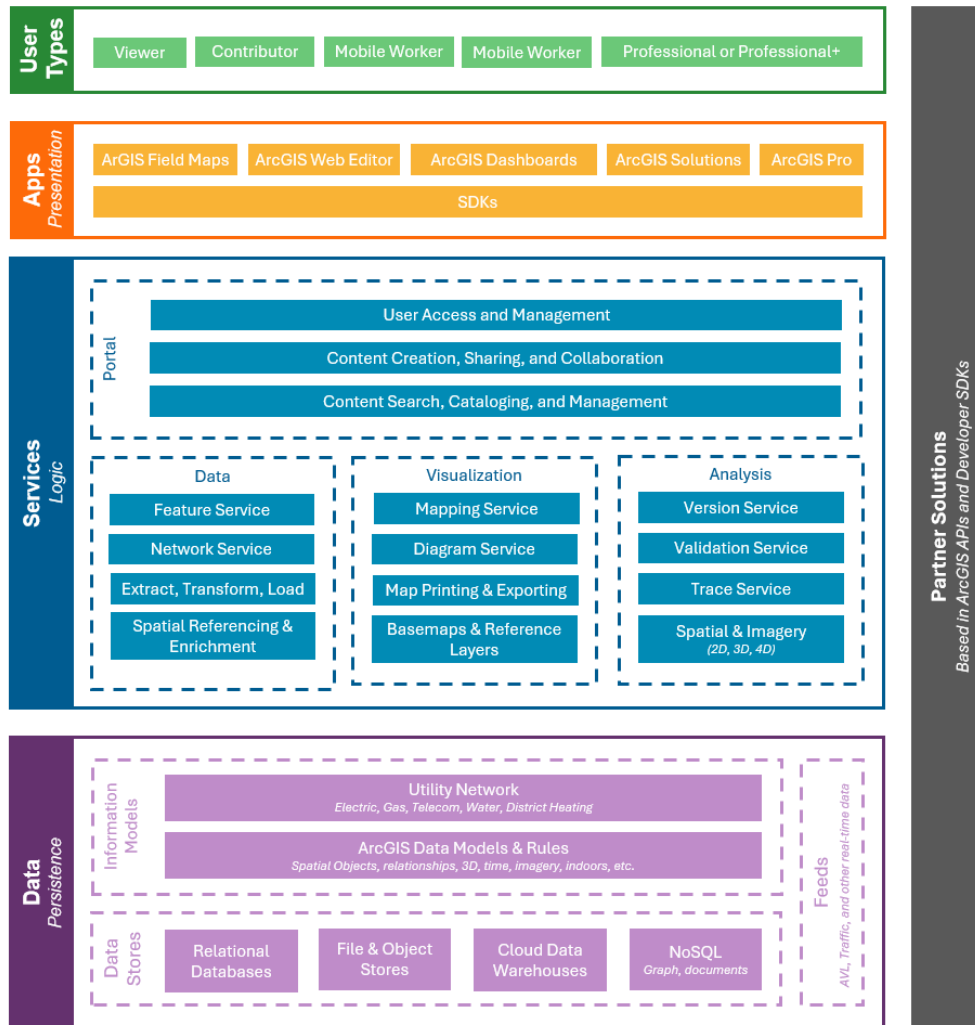 User
Types
Viewer
Contributor
Mobile Worker
Mobile Worker
Professional or Professional+
Apps
Presentation
ArGIS Field Maps
ArcGIS Web Editor
ArcGIS Dashboards
ArcGIS Solutions
ArcGIS Pro
SDKs
Services
Logic
Portal
User Access and Management
Content Creation, Sharing, and Collaboration
Content Search, Cataloging, and Management
Data
Feature Service
Network Service
Extract, Transform, Load
Spatial Referencing &
Enrichment
Visualization
Mapping Service
Diagram Service
Map Printing & Exporting
Basemaps & Reference
Layers
Analysis
Version Service
Validation Service
Trace Service
Spatial & Imagery
(2D, 3D, 4D)
Data
Persistence
Information
Models
Utility Network
Electric, Gas, Telecom, Water, District Heating
ArcGIS Data Models & Rules
Spatial Objects, relationships, 3D, time, imagery, indoors, etc.
Data
Stores
Relational
Databases
File & Object
Stores
Cloud Data
Warehouses
NoSQL
Graph, documents
Feeds
AVL, Traffic, and other real-time data
Partner Solutions
Based in ArcGIS APIs and Developer SDKs